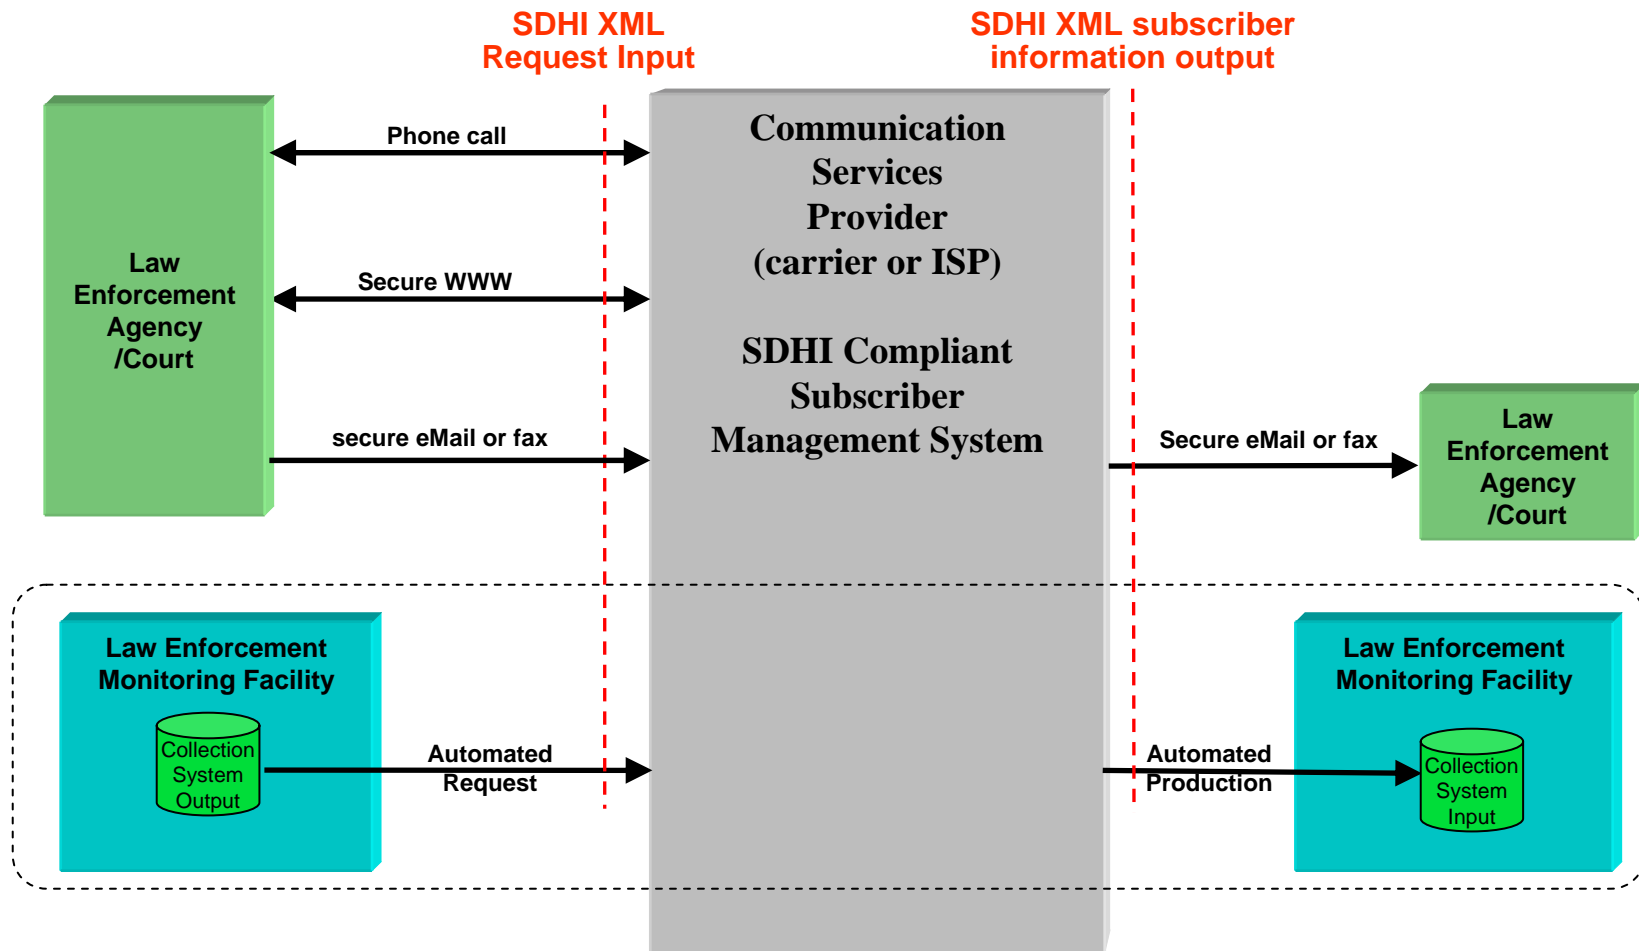 SDHI XML
Request Input
SDHI XML subscriber
information output
Phone call
Communication
Services
Provider
(carrier or ISP)
Law
Enforcement
Agency
/Court
Secure WWW
SDHI Compliant
Subscriber
Management System
secure eMail or fax
Secure eMail or fax
Law
Enforcement
Agency
/Court
Law Enforcement
Monitoring Facility
Collection
System
Output
Automated
Request
Automated
Production
Law Enforcement
Monitoring Facility
Collection
System
Input